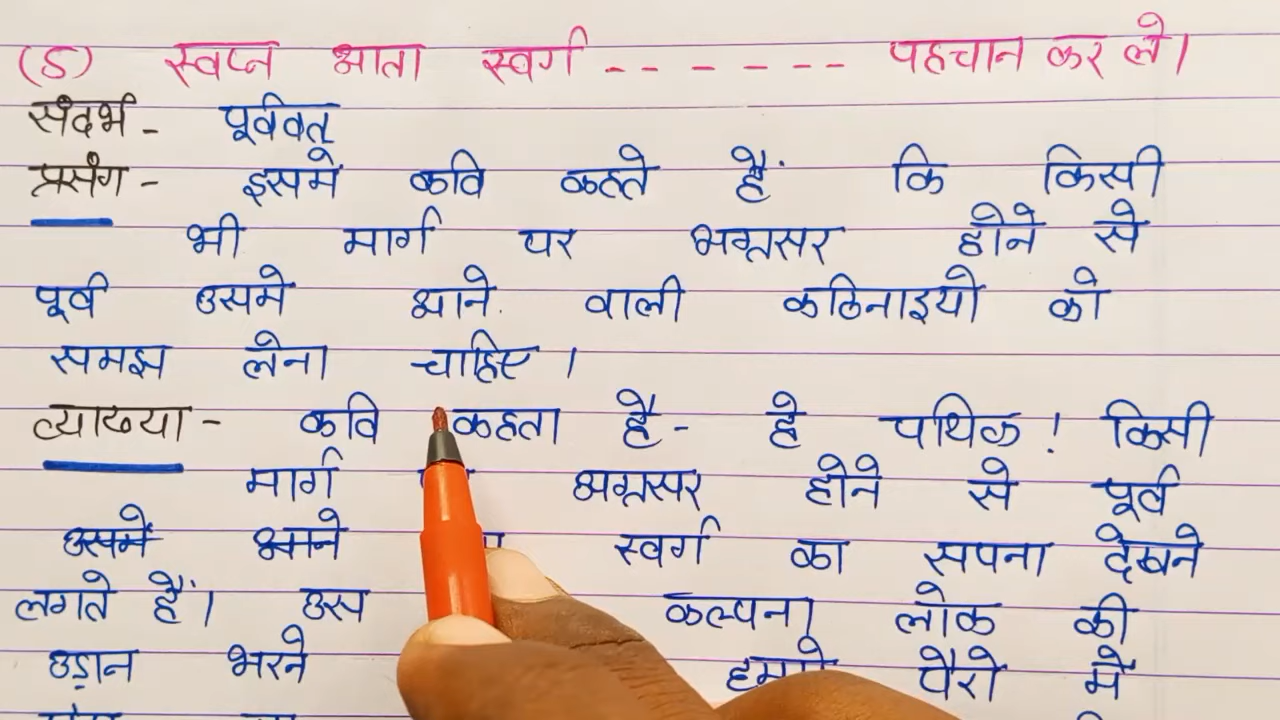 (ङ) स्वप्न आता स्वर्ग - - - - - - - पहचान कर ले।
संदर्भ - पूर्ववत्
प्रसंग - इसमे कवि कहते हैं कि किसी
भी मार्ग पर अग्रसर होने से
पूर्व उसमे आने वाली कठिनाइयो को
समझ लेना चाहिए ।
व्याख्या - कवि कहता है - हे पथिक ! किसी
मार्ग अग्रसर होने से पूर्व
उसमें आने स्वर्ग का सपना देखने
लगते हैं। उस कल्पना लोक की
उड़ान भरने हमारे पैरो में